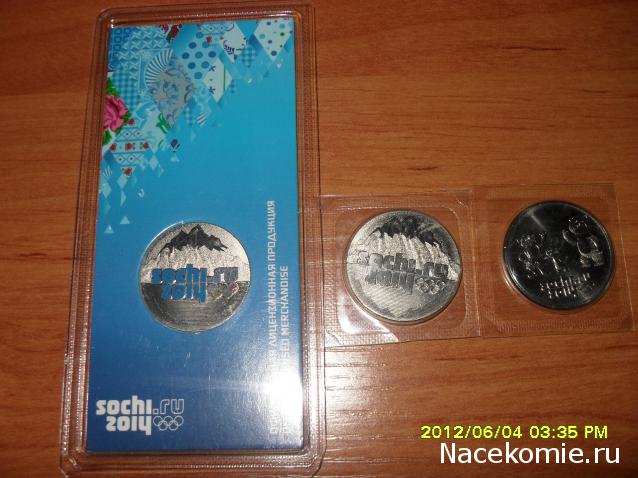 sochi.ru
2014
sochi.ru
2014
ЛИЦЕНЗИОННАЯ ПРОДУКЦИЯ
MERCHANDISE
sochi.ru
2014
2012/06/04 03:35 PM
Nacekomie.ru